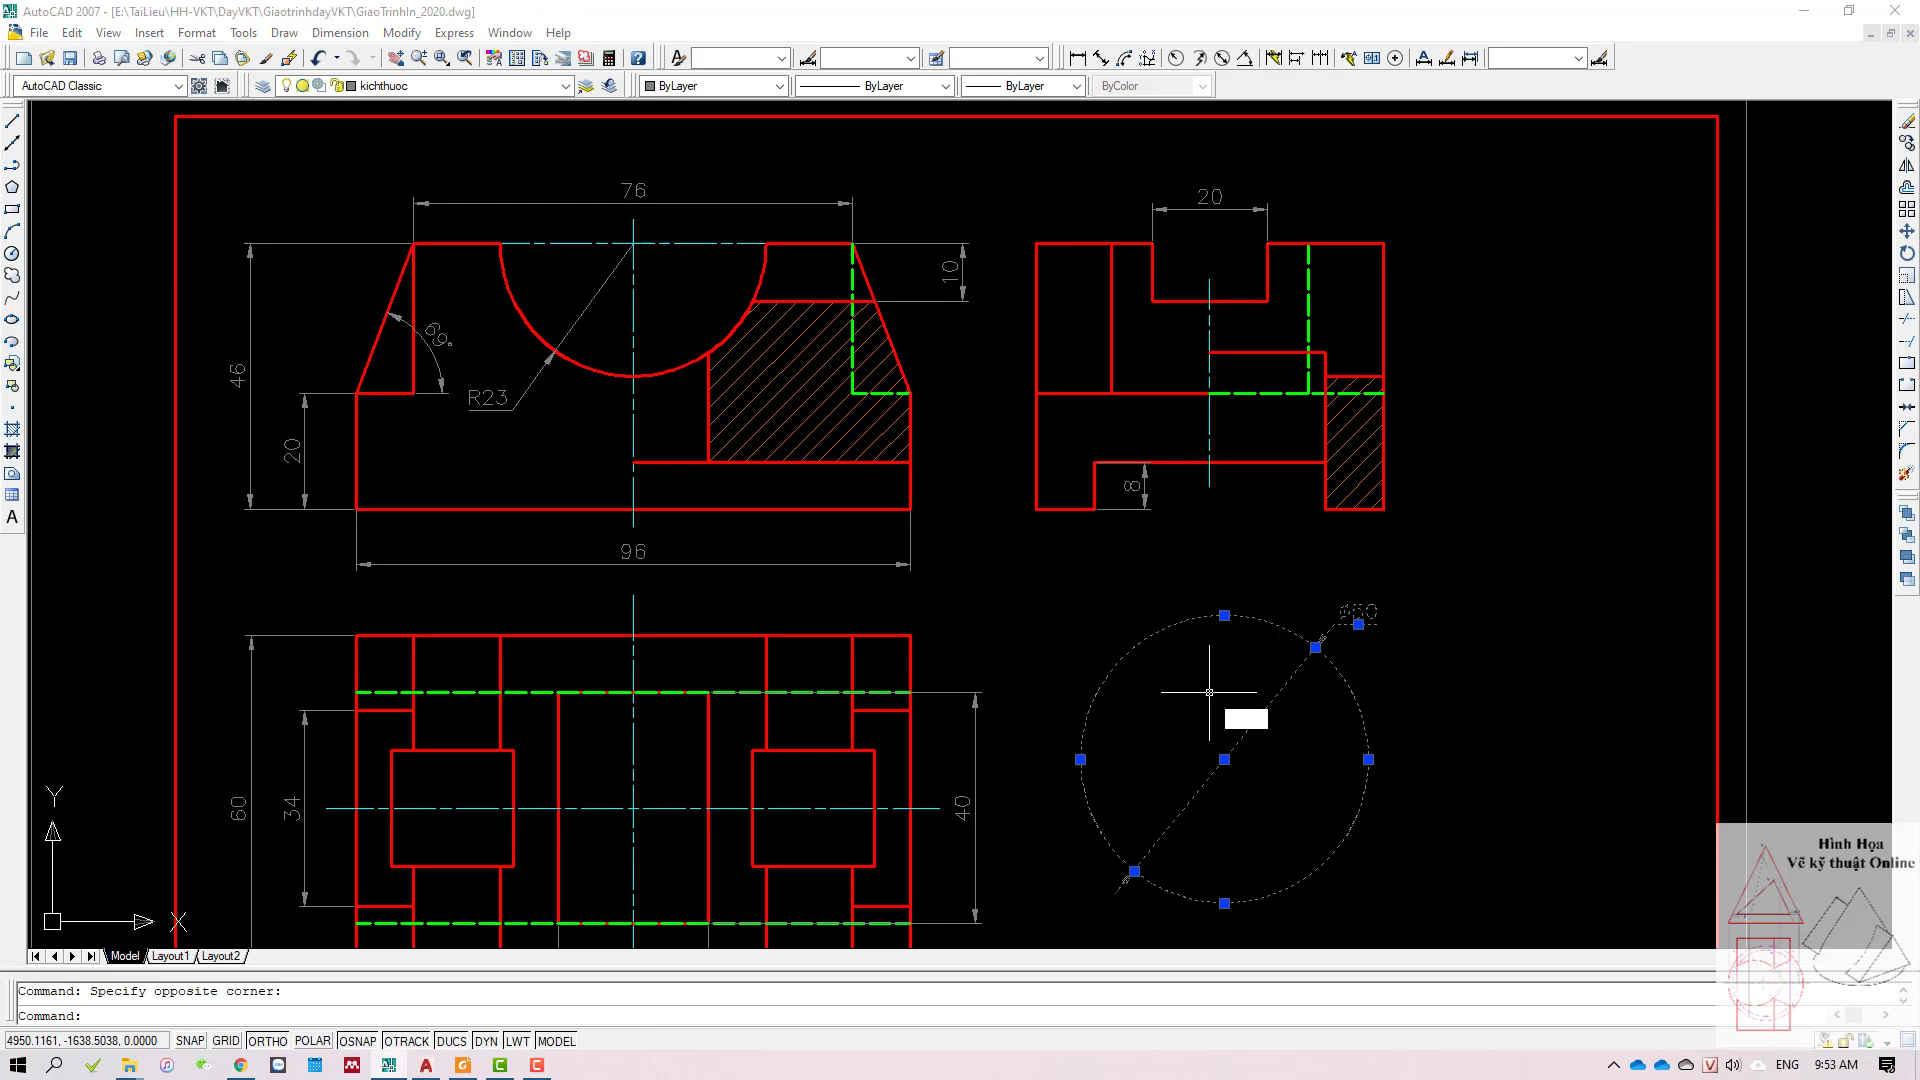 AutoCAD 2007 - [E:\TaiLieu\HH-VKT\DayVKT\GiaotrinhdayVKT\GiaoTrinhIn_2020.dwg]
File Edit View Insert Format Tools Draw Dimension Modify Express Window Help
AutoCAD Classic
kichthuoc
ByLayer
ByLayer
ByLayer
ByColor
76
20
10
69°
46
R23
20
8
96
60
34
40
Y
X
Hình Họa
Vẽ kỹ thuật Online
Model Layout1 Layout2
Command: Specify opposite corner:
Command:
4950.1161, -1638.5038, 0.0000 SNAP GRID ORTHO POLAR OSNAP OTRACK DUCS DYN LWT MODEL
ENG 9:53 AM